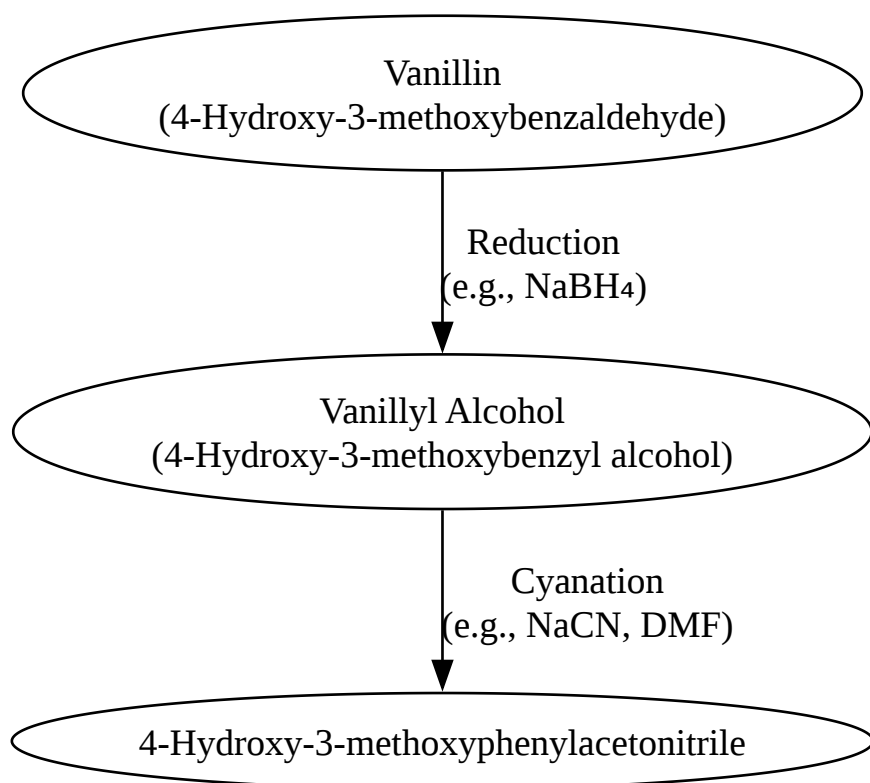 Vanillin
(4-Hydroxy-3-methoxybenzaldehyde)
Reduction
(e.g., NaBH₄)
Vanillyl Alcohol
(4-Hydroxy-3-methoxybenzyl alcohol)
Cyanation
(e.g., NaCN, DMF)
4-Hydroxy-3-methoxyphenylacetonitrile